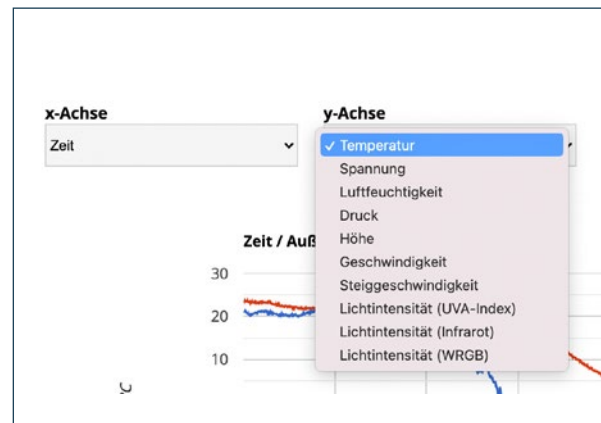 x-Achse
y-Achse
Zeit
✓ Temperatur
Spannung
Luftfeuchtigkeit
Druck
Höhe
Geschwindigkeit
Steiggeschwindigkeit
Lichtintensität (UVA-Index)
Lichtintensität (Infrarot)
Lichtintensität (WRGB)
Zeit / Auß
30
20
10